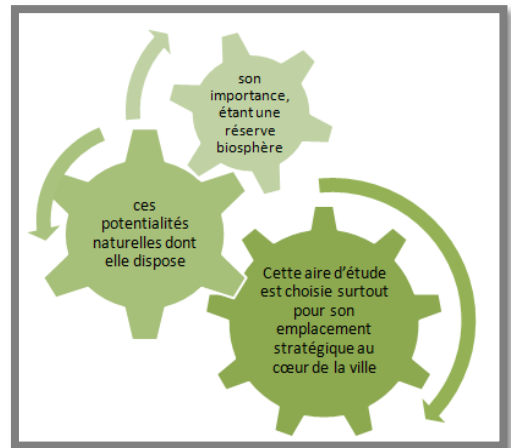 son
importance,
étant une
réserve
biosphère
ces
potentialités
naturelles dont
elle dispose
Cette aire d'étude
est choisie surtout
pour son
emplacement
stratégique au
cœur de la ville